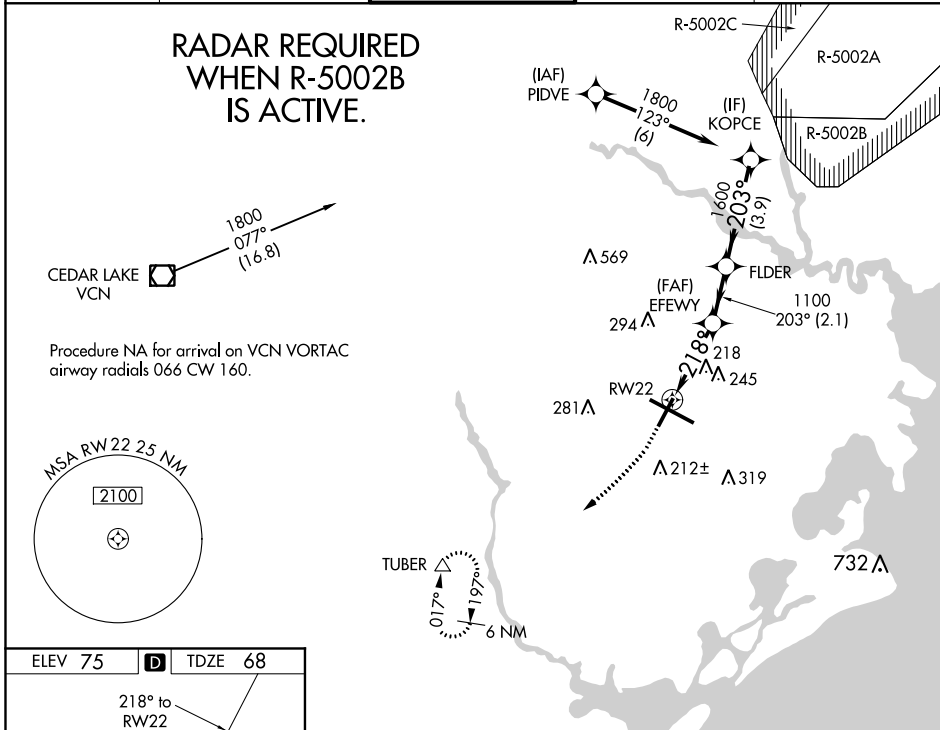 RADAR REQUIRED
WHEN R-5002B
IS ACTIVE.
R-5002C
R-5002A
R-5002B
(IAF)
PIDVE
1800
123°
(6)
(IF)
KOPCE
1600
203°
(3.9)
1800
077°
(16.8)
CEDAR LAKE
VCN
569
FLDER
(FAF)
EFEWY
1100
203° (2.1)
294
218°
218
245
Procedure NA for arrival on VCN VORTAC
airway radials 066 CW 160.
RW22
281
MSA RW22 25 NM
2100
212±
319
TUBER
017°
197°
6 NM
732
ELEV 75
D
TDZE 68
218° to
RW22